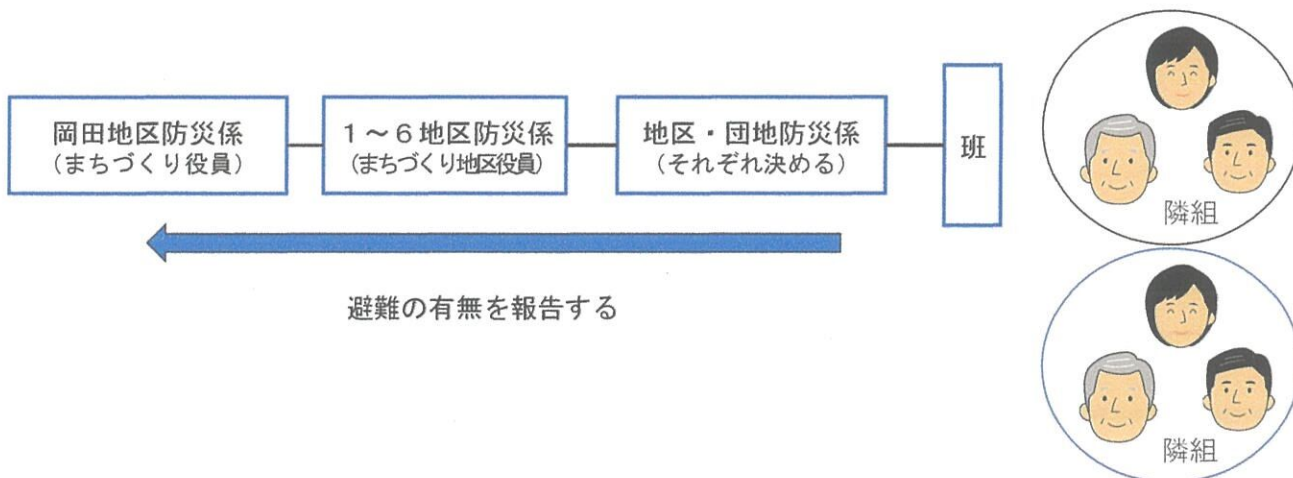 岡田地区防災係
(まちづくり役員)
１～６地区防災係
(まちづくり地区役員)
地区・団地防災係
(それぞれ決める)
班
隣組
避難の有無を報告する
隣組